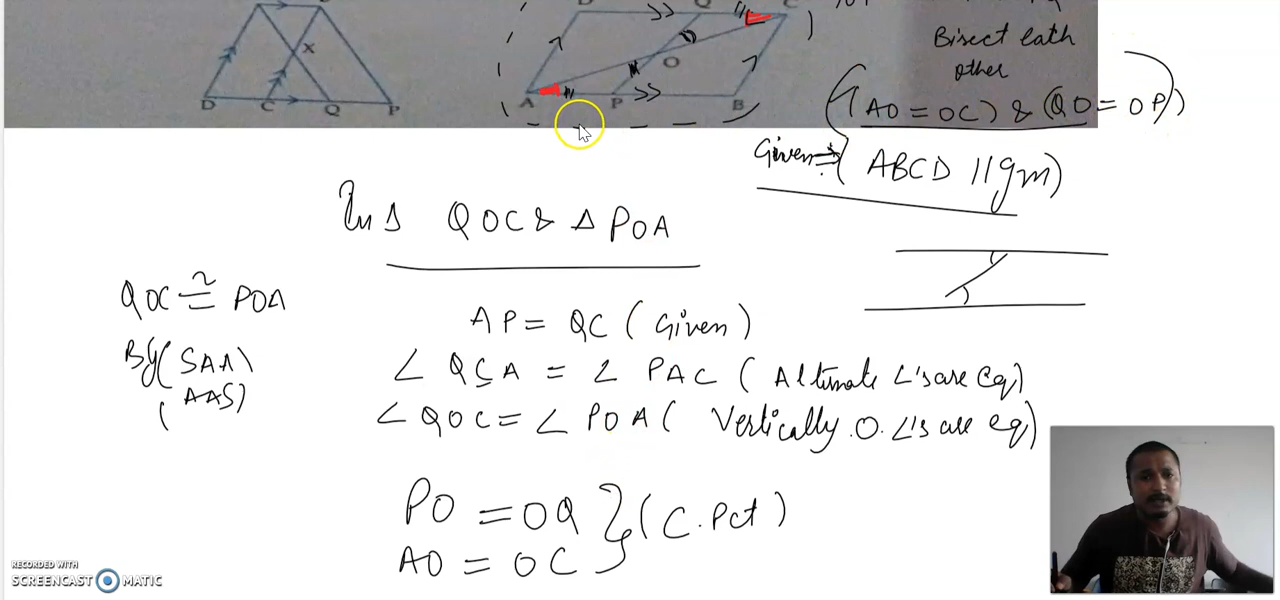 Bisect each
other
(AO = OC) & (QO = OP)
x
O
D C Q P
A P B
Given ⇒ ( ABCD ||gm)
In Δ QOC & Δ POA
QOC ≅ POA
By (SAA)
(AAS)
AP = QC (Given)
∠ QCA = ∠ PAC (Alternate ∠'s are eq)
∠ QOC = ∠ POA ( Vertically O. ∠'s are eq)
PO = OQ } ( C.Pct )
AO = OC
RECORDED WITH
SCREENCAST MATIC